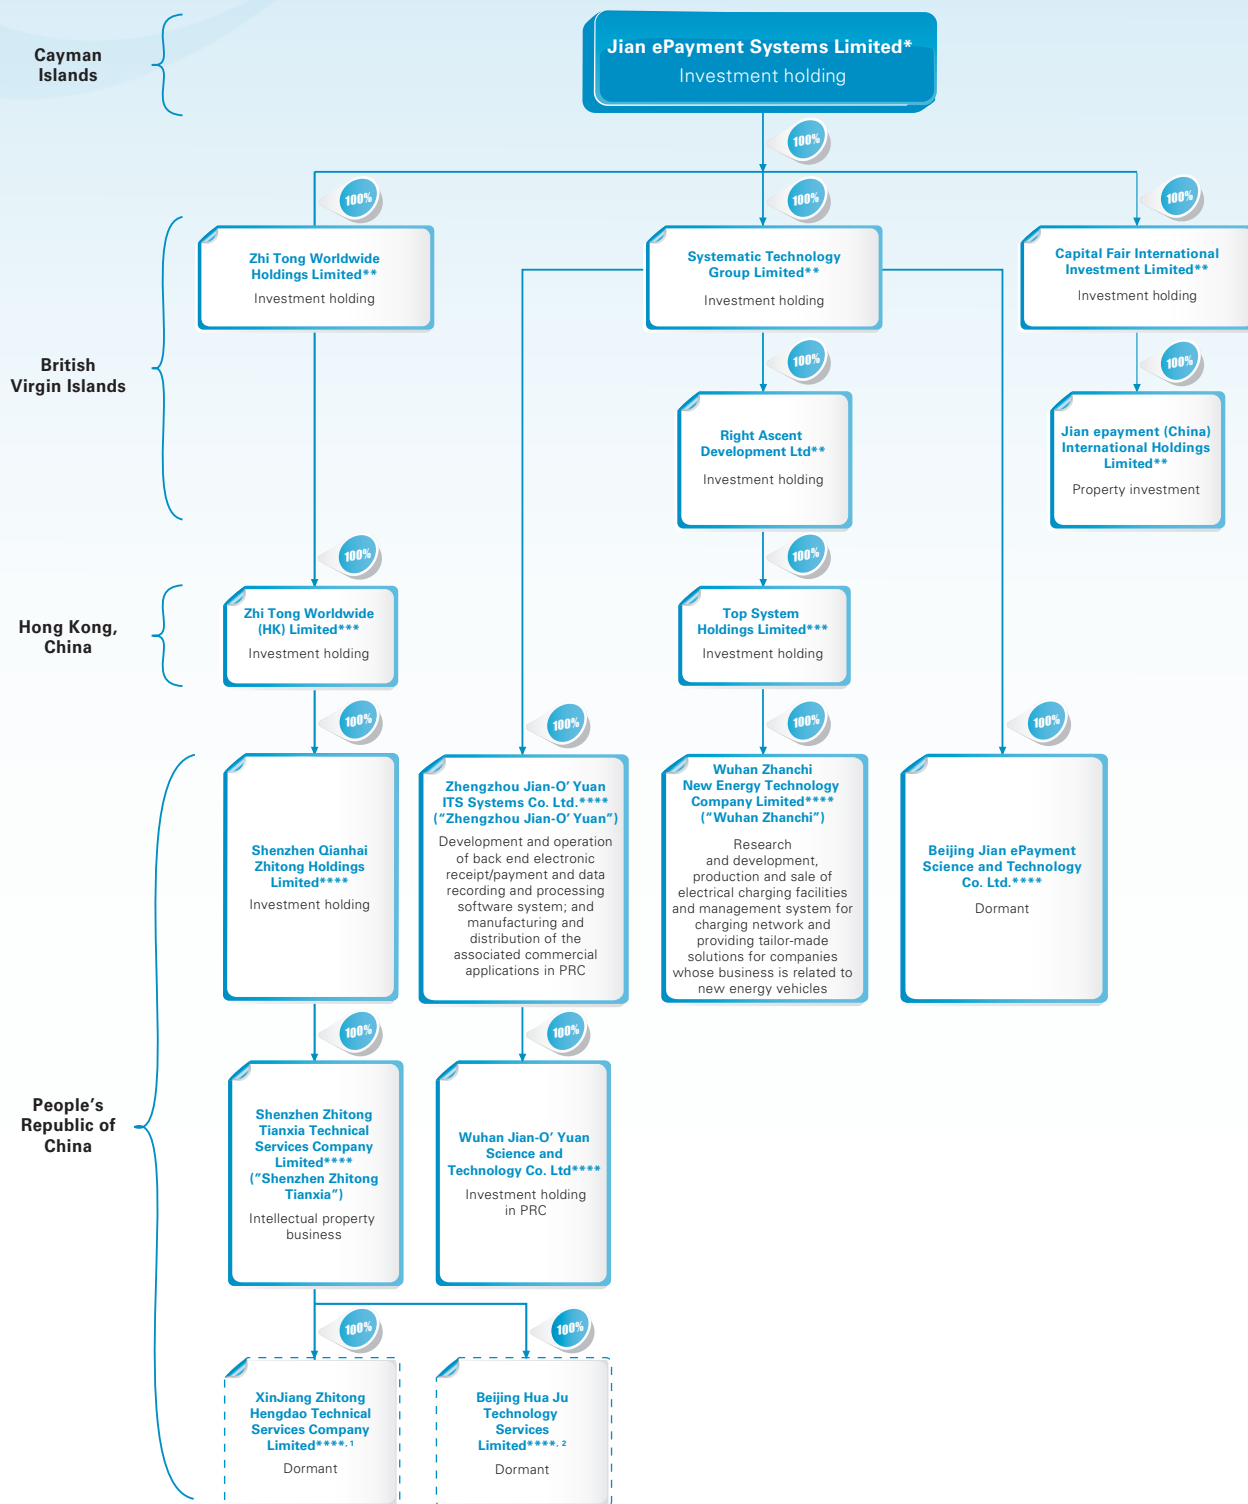 Cayman
Islands
Jian ePayment Systems Limited*
Investment holding
100%
100%
100%
100%
British
Virgin Islands
Zhi Tong Worldwide
Holdings Limited**
Investment holding
Systematic Technology
Group Limited**
Investment holding
Capital Fair International
Investment Limited**
Investment holding
100%
100%
Right Ascent
Development Ltd**
Investment holding
Jian epayment (China)
International Holdings
Limited**
Property investment
100%
100%
Hong Kong,
China
Zhi Tong Worldwide
(HK) Limited***
Investment holding
Top System
Holdings Limited***
Investment holding
100%
100%
100%
100%
People's
Republic of
China
Shenzhen Qianhai
Zhitong Holdings
Limited****
Investment holding
Zhengzhou Jian-O' Yuan
ITS Systems Co. Ltd.****
("Zhengzhou Jian-O' Yuan")
Development and operation
of back end electronic
receipt/payment and data
recording and processing
software system; and
manufacturing and
distribution of the
associated commercial
applications in PRC
Wuhan Zhanchi
New Energy Technology
Company Limited****
("Wuhan Zhanchi")
Research
and development,
production and sale of
electrical charging facilities
and management system for
charging network and
providing tailor-made
solutions for companies
whose business is related to
new energy vehicles
Beijing Jian ePayment
Science and Technology
Co. Ltd.****
Dormant
100%
100%
Shenzhen Zhitong
Tianxia Technical
Services Company
Limited****
("Shenzhen Zhitong
Tianxia")
Intellectual property
business
Wuhan Jian-O' Yuan
Science and
Technology Co. Ltd****
Investment holding
in PRC
100%
100%
XinJiang Zhitong
Hengdao Technical
Services Company
Limited****, 1
Dormant
Beijing Hua Ju
Technology
Services
Limited****, 2
Dormant